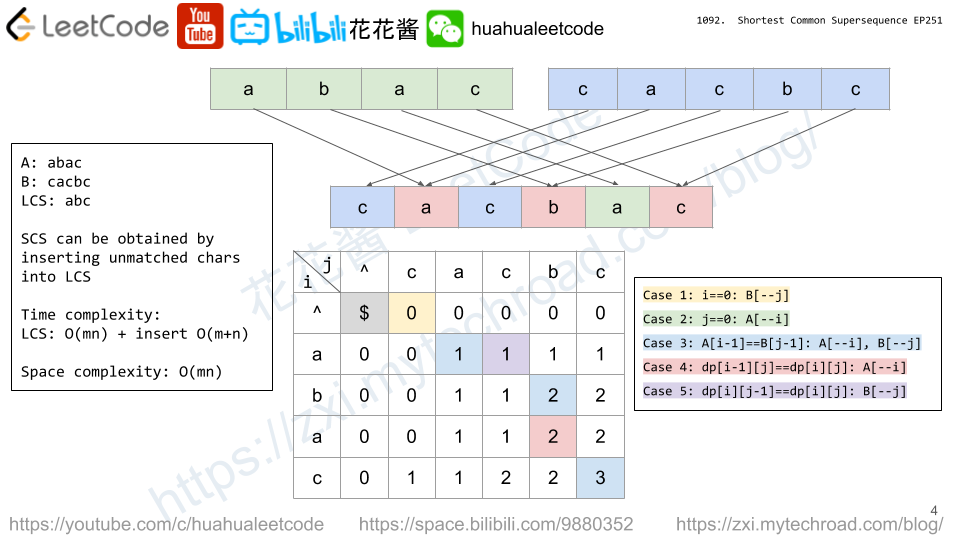 LeetCode You Tube bilibili 花花酱 huahualeetcode
1092. Shortest Common Supersequence EP251
a b a c
c a c b c
A: abac
B: cacbc
LCS: abc
SCS can be obtained by
inserting unmatched chars
into LCS
Time complexity:
LCS: O(mn) + insert O(m+n)
Space complexity: O(mn)
c a c b a c
j
i ^ c a c b c
^ $ 0 0 0 0 0
a 0 0 1 1 1 1
b 0 0 1 1 2 2
a 0 0 1 1 2 2
c 0 1 1 2 2 3
Case 1: i==0: B[--j]
Case 2: j==0: A[--i]
Case 3: A[i-1]==B[j-1]: A[--i], B[--j]
Case 4: dp[i-1][j]==dp[i][j]: A[--i]
Case 5: dp[i][j-1]==dp[i][j]: B[--j]
花花酱 LeetCode
https://zxi.mytechroad.com/blog/
4
https://youtube.com/c/huahualeetcode https://space.bilibili.com/9880352 https://zxi.mytechroad.com/blog/